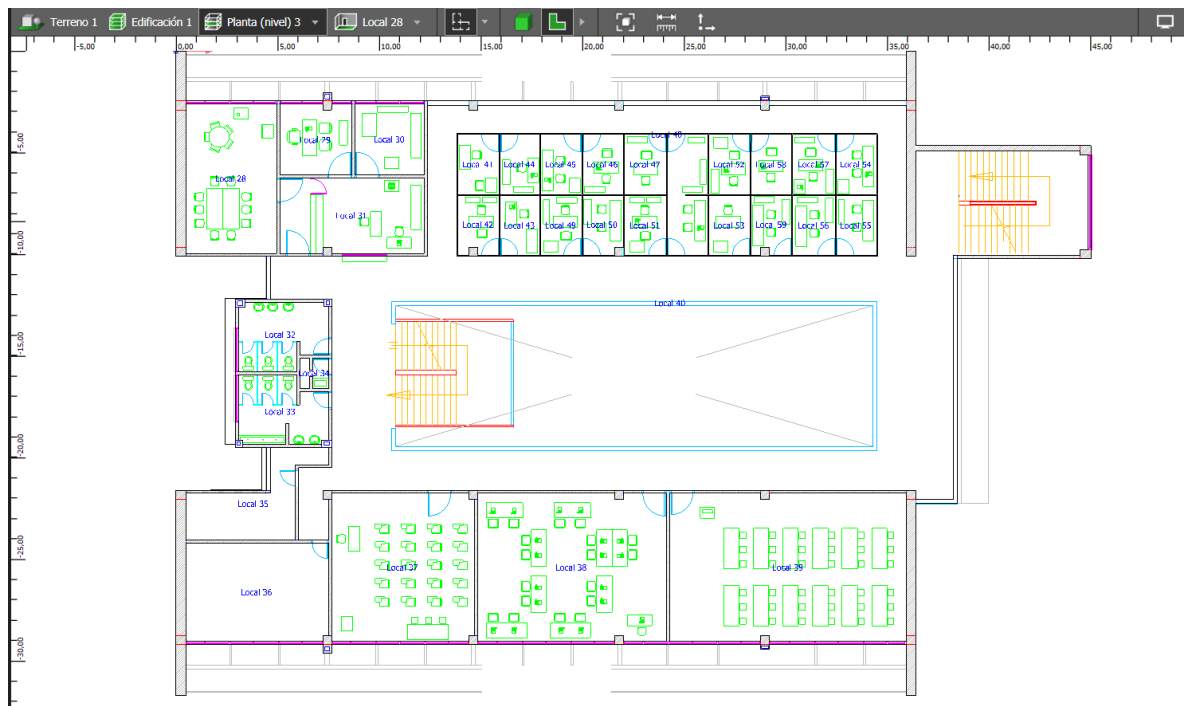 Terreno 1 Edificación 1 Planta (nivel) 3 Local 28
-5,00 0,00 5,00 10,00 15,00 20,00 25,00 30,00 35,00 40,00 45,00
-5,00
-10,00
-15,00
-20,00
-25,00
-30,00
Local 48
Local 29 Local 30
Local 41 Local 44 Local 45 Local 46 Local 47 Local 52 Local 58 Local 57 Local 54
Local 28
Local 31
Local 42 Local 43 Local 49 Local 50 Local 51 Local 53 Local 59 Local 56 Local 55
Local 40
Local 32
Local 34
Local 33
Local 35
Local 37 Local 38 Local 39
Local 36